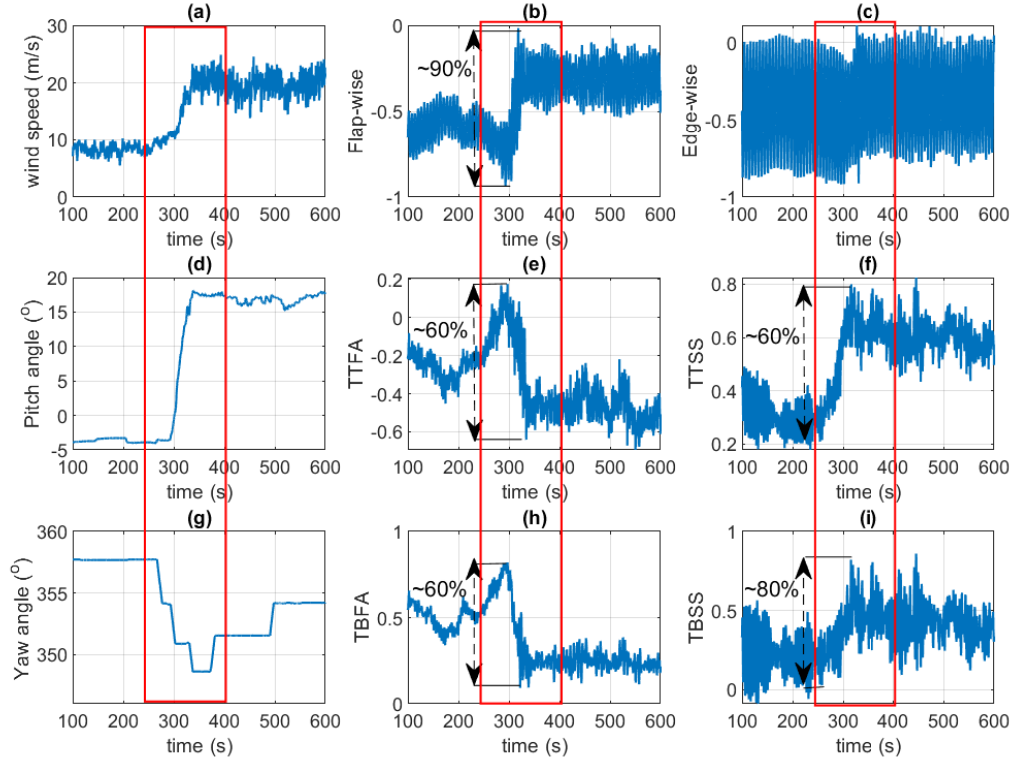 (a)
wind speed (m/s)
30
20
10
0
100 200 300 400 500 600
time (s)
(b)
Flap-wise
0
-0.5
-1
~90%
100 200 300 400 500 600
time (s)
(c)
Edge-wise
0
-0.5
-1
100 200 300 400 500 600
time (s)
(d)
Pitch angle (°)
20
15
10
5
0
-5
100 200 300 400 500 600
time (s)
(e)
TTFA
0.2
0
-0.2
-0.4
-0.6
~60%
100 200 300 400 500 600
time (s)
(f)
TTSS
0.8
0.6
0.4
0.2
~60%
100 200 300 400 500 600
time (s)
(g)
Yaw angle (°)
360
355
350
100 200 300 400 500 600
time (s)
(h)
TBFA
1
0.5
0
~60%
100 200 300 400 500 600
time (s)
(i)
TBSS
1
0.5
0
~80%
100 200 300 400 500 600
time (s)